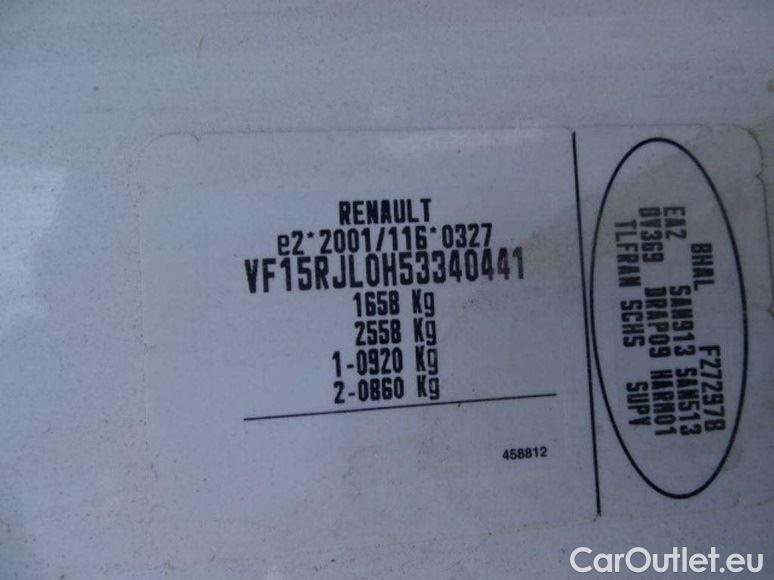 RENAULT
e2*2001/116*0327
VF15RJL0H53340441
1658 Kg
2558 Kg
1-0920 Kg
2-0860 Kg
458812
BHAL F27297B
EA2 SAN913 SAN513
DV369 DRAP09 HARM01
TLFRAN SCHS SUPV
CarOutlet.eu